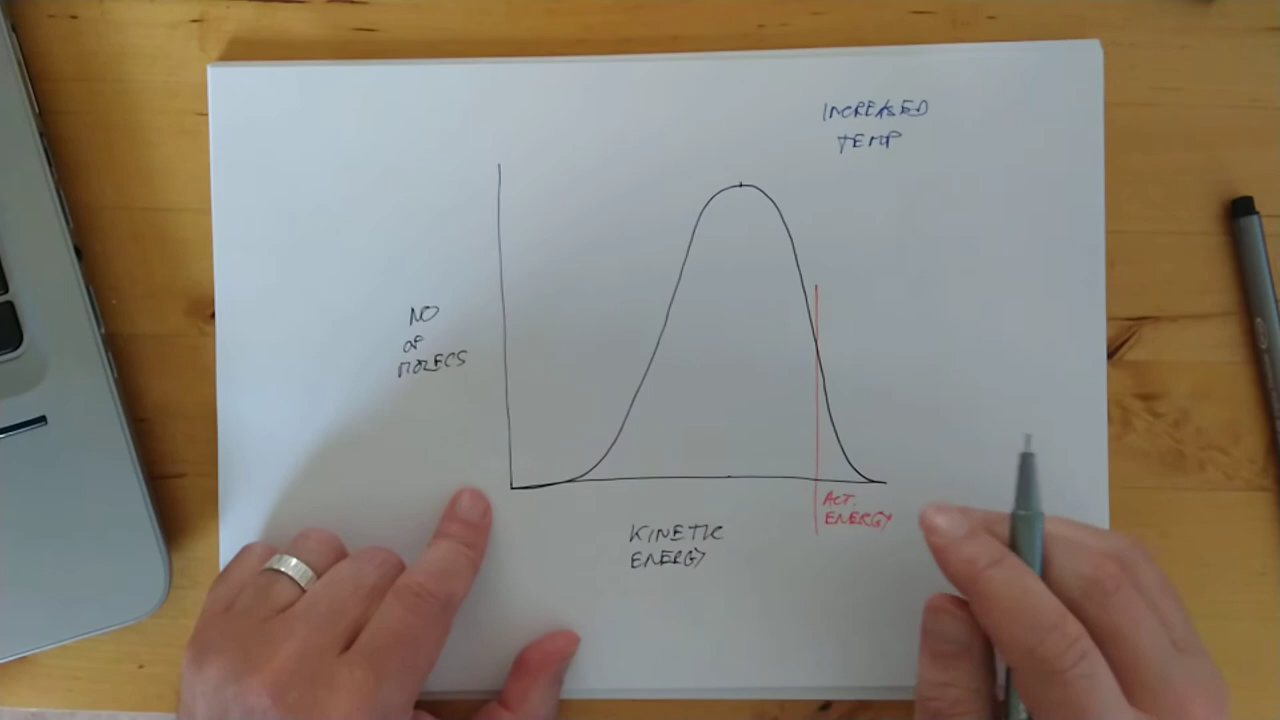 INCREASED
TEMP
NO
OF
MOLECS
KINETIC
ENERGY
ACT.
ENERGY